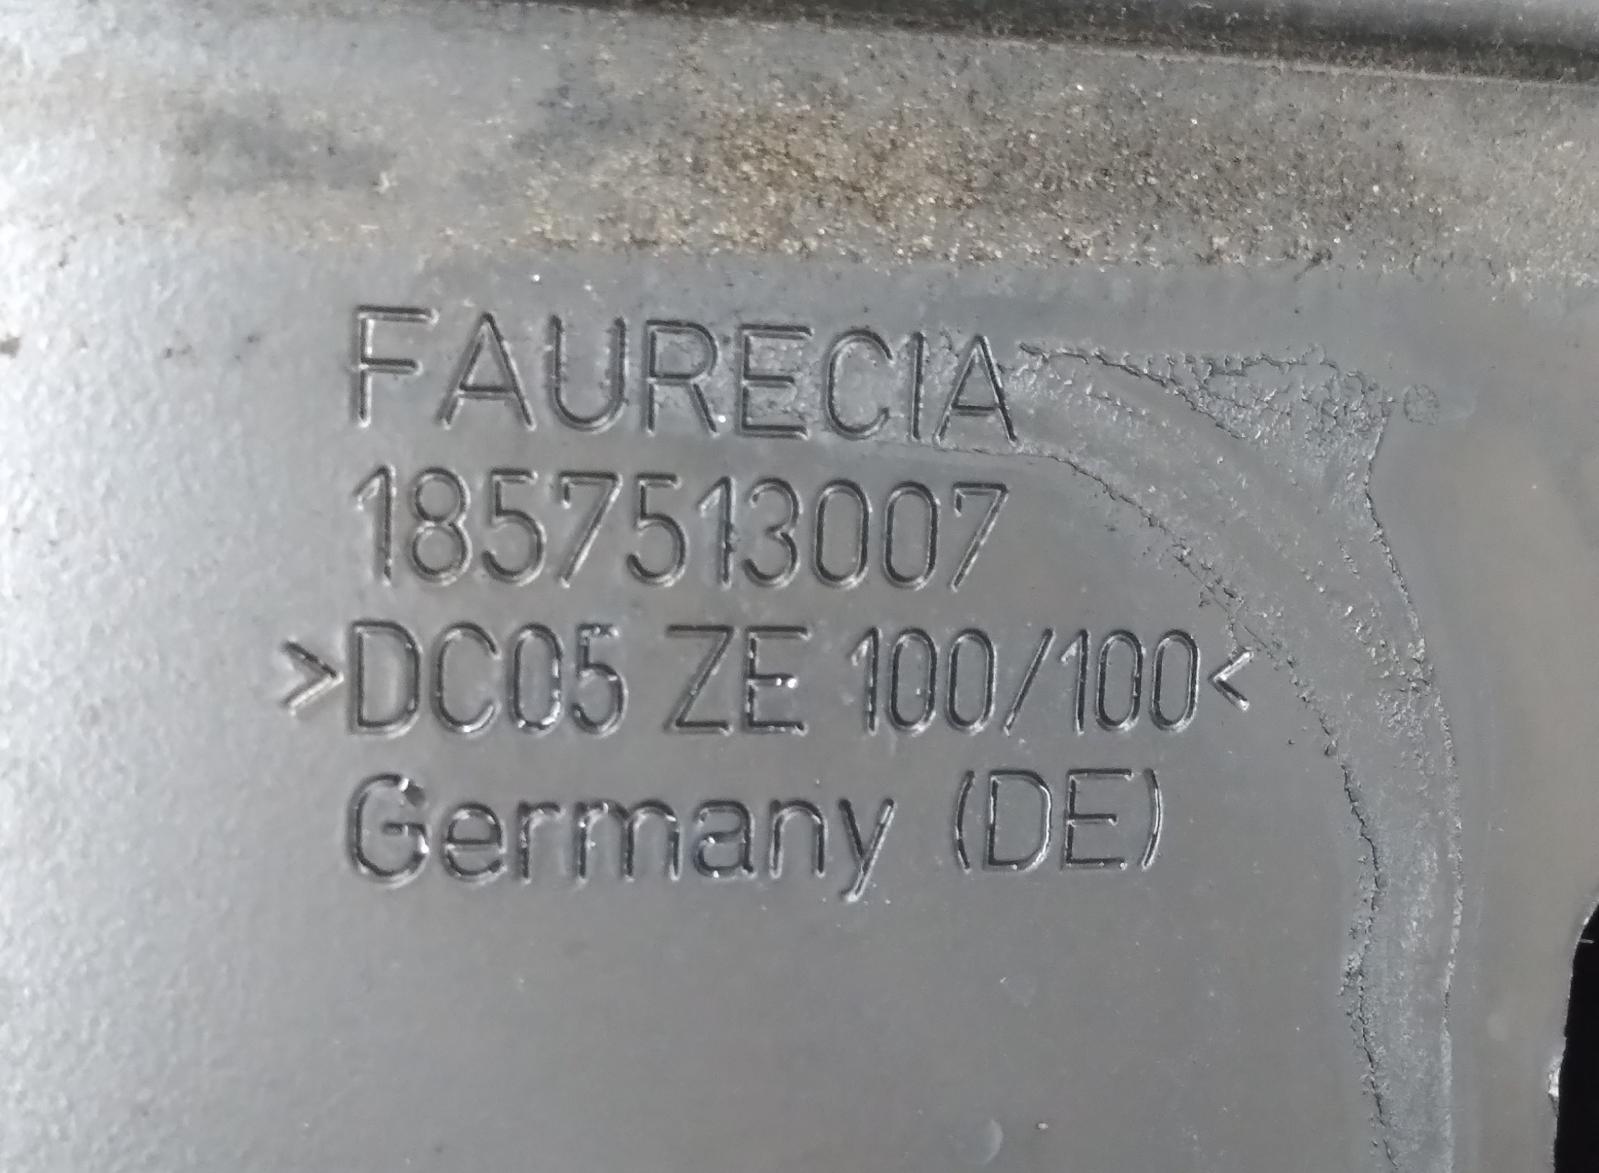 FAURECIA
1857513007
>DC05 ZE 100/100<
Germany (DE)